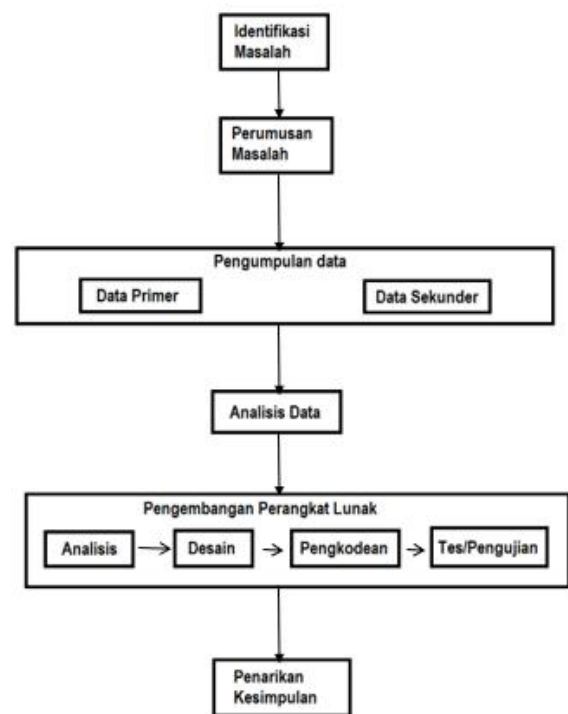 Identifikasi
Masalah
Perumusan
Masalah
Pengumpulan data
Data Primer
Data Sekunder
Analisis Data
Pengembangan Perangkat Lunak
Analisis
Desain
Pengkodean
Tes/Pengujian
Penarikan
Kesimpulan